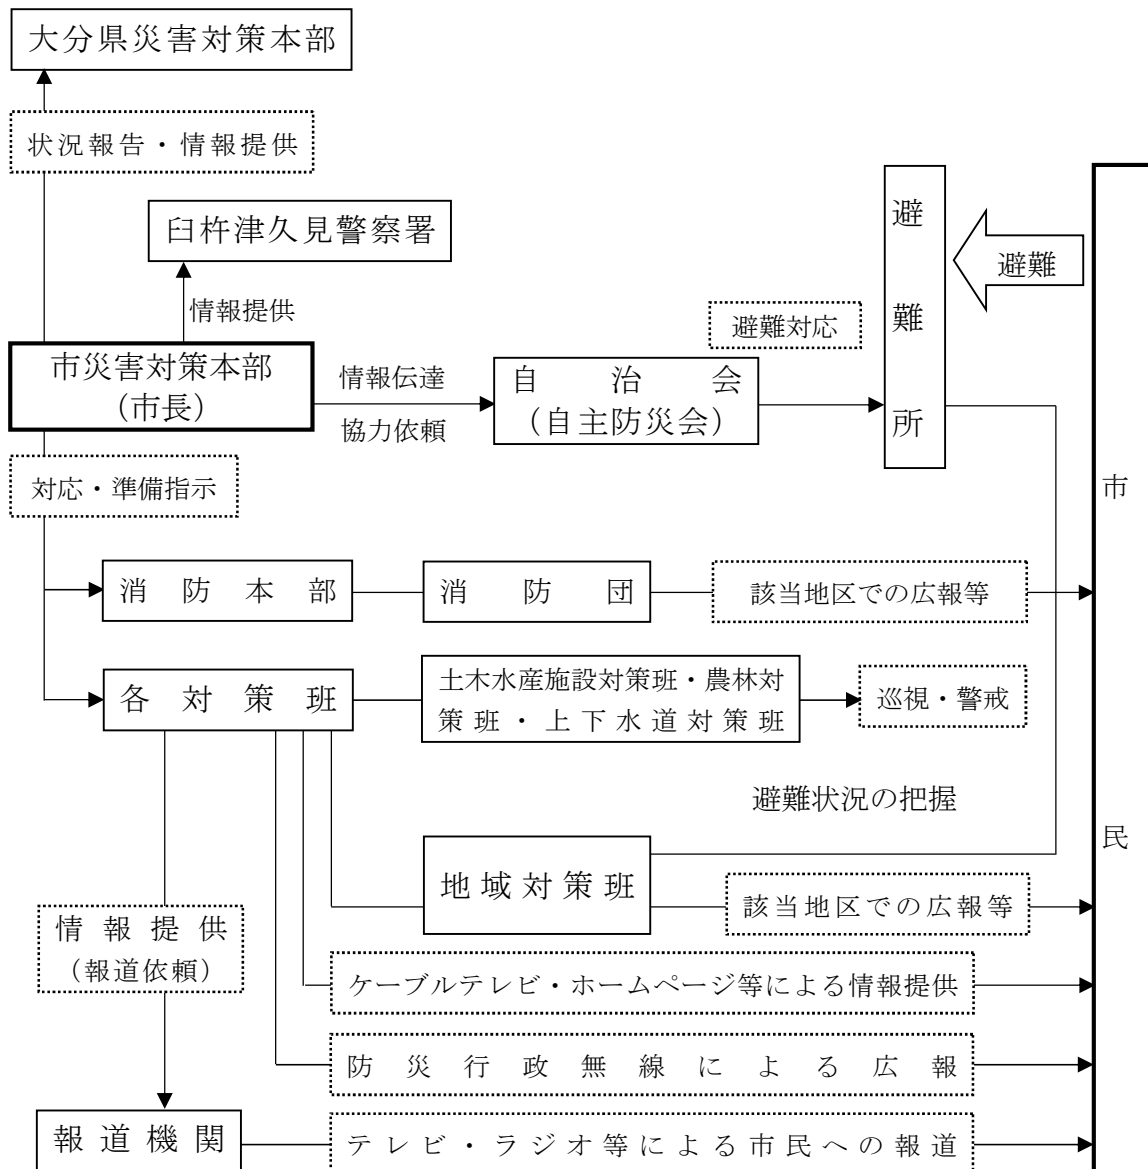 大分県災害対策本部
状況報告・情報提供
臼杵津久見警察署
情報提供
市災害対策本部
(市長)
情報伝達
協力依頼
自治会
(自主防災会)
避難対応
避難所
避難
市民
対応・準備指示
消防本部
消防団
該当地区での広報等
各対策班
土木水産施設対策班・農林対
策班・上下水道対策班
巡視・警戒
避難状況の把握
地域対策班
該当地区での広報等
情報提供
(報道依頼)
ケーブルテレビ・ホームページ等による情報提供
防災行政無線による広報
報道機関
テレビ・ラジオ等による市民への報道